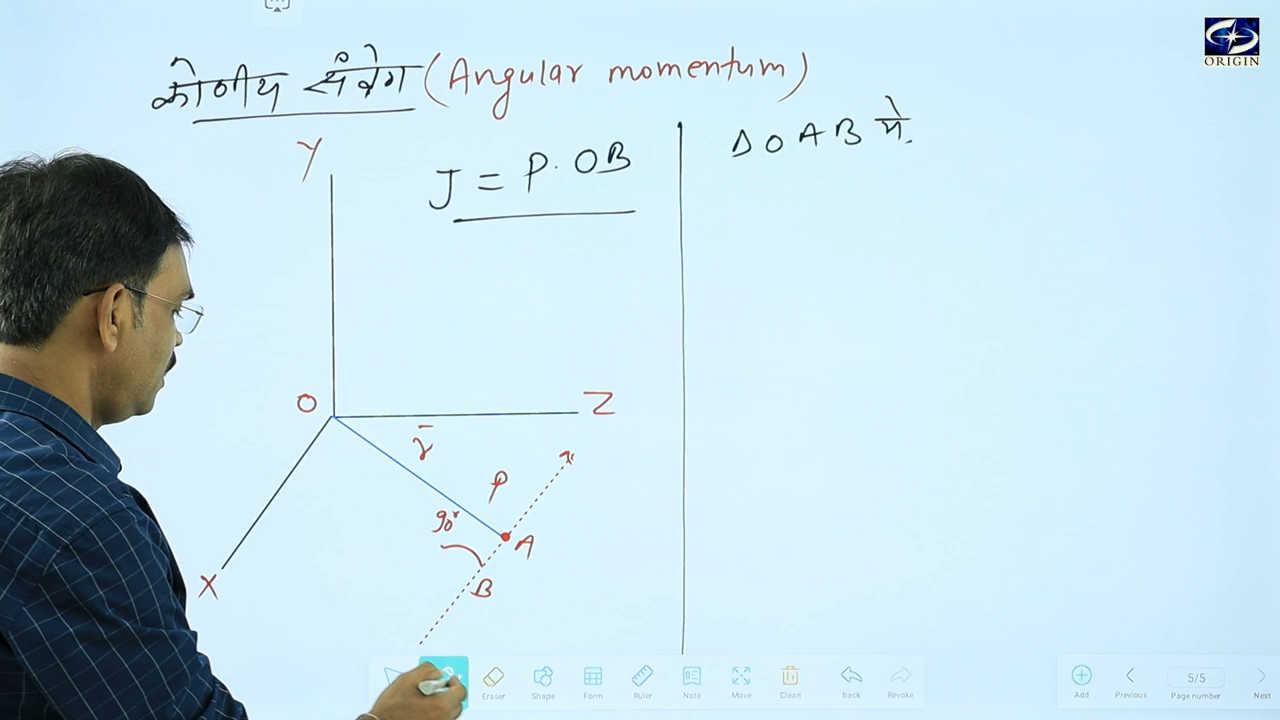 कोणीय संवेग (Angular momentum)
ORIGIN
Y
J = P. OB
Δ O A B में.
O
Z
r̄
P
90°
A
B
X
Eraser
Shape
Form
Ruler
Note
Move
Clean
back
Revoke
Add
Previous
5/5
Page number
Next